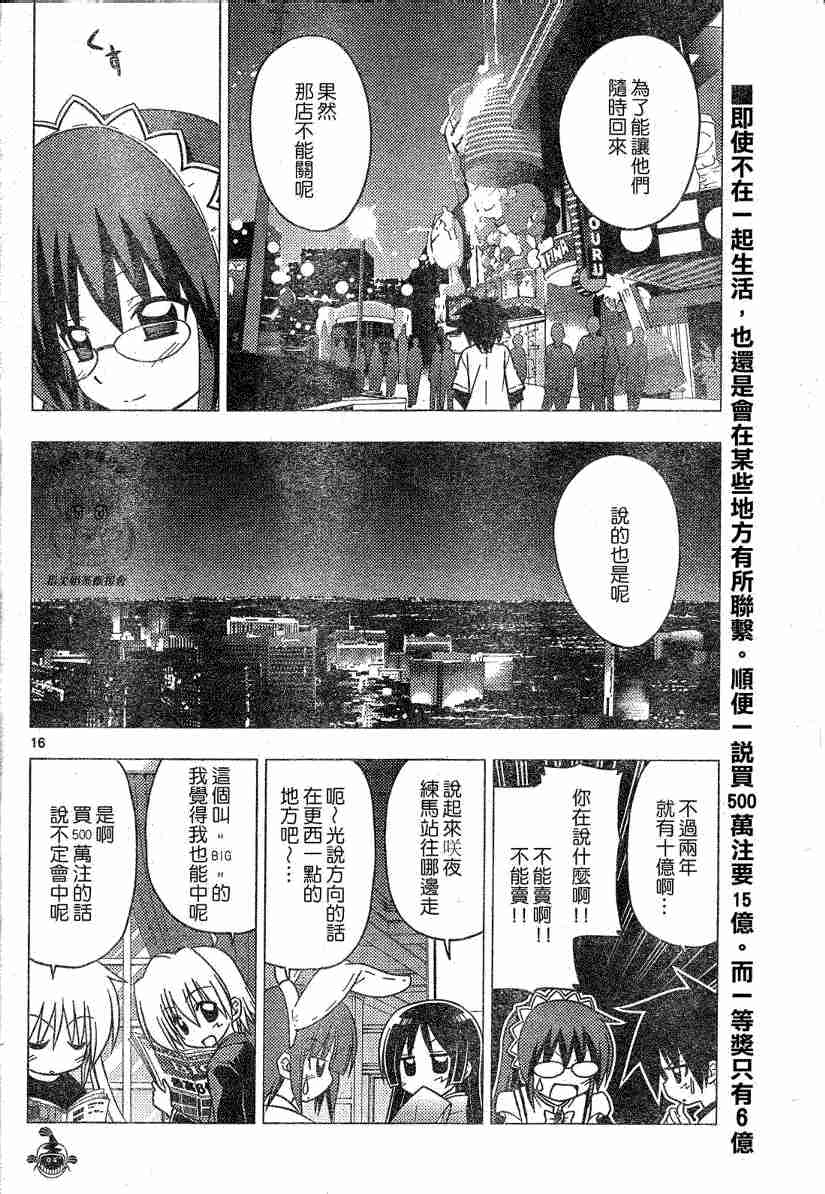 為了能讓他們
隨時回來
OURU
果然
那店不能關呢
くすっ
說的也是呢
16
不過兩年
就有十億啊…
你在說什麼啊!!
不能賣啊!!
不能賣!!
說起來咲夜
練馬站往哪邊走
呃～光說方向的話
在更西一點的
地方吧～…
這個叫"BIG"的
我覺得我也能中呢
是啊
買500萬注的話
說不定會中呢
■即使不在一起生活，也還是會在某些地方有所聯繫。順便一說買500萬注要15億。而一等獎只有6億